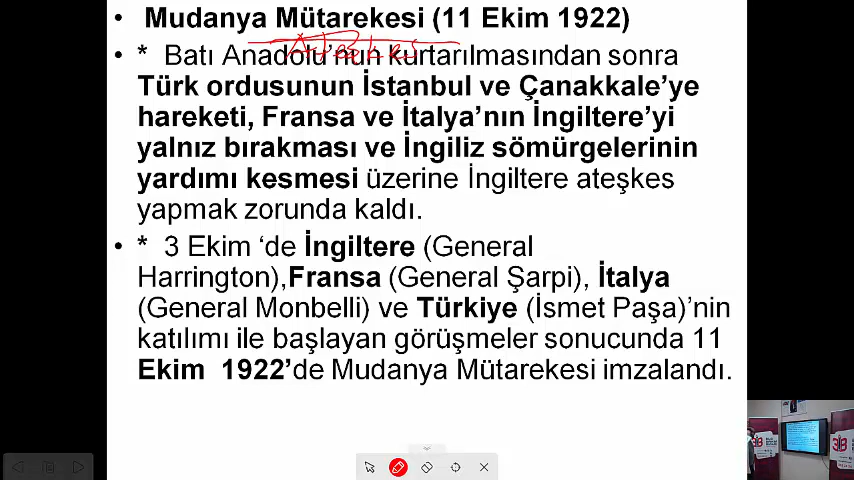 • Mudanya Mütarekesi (11 Ekim 1922)
Ateşkes
• * Batı Anadolu'nun kurtarılmasından sonra
Türk ordusunun İstanbul ve Çanakkale'ye
hareketi, Fransa ve İtalya'nın İngiltere'yi
yalnız bırakması ve İngiliz sömürgelerinin
yardımı kesmesi üzerine İngiltere ateşkes
yapmak zorunda kaldı.
• * 3 Ekim 'de İngiltere (General
Harrington),Fransa (General Şarpi), İtalya
(General Monbelli) ve Türkiye (İsmet Paşa)'nin
katılımı ile başlayan görüşmeler sonucunda 11
Ekim 1922'de Mudanya Mütarekesi imzalandı.